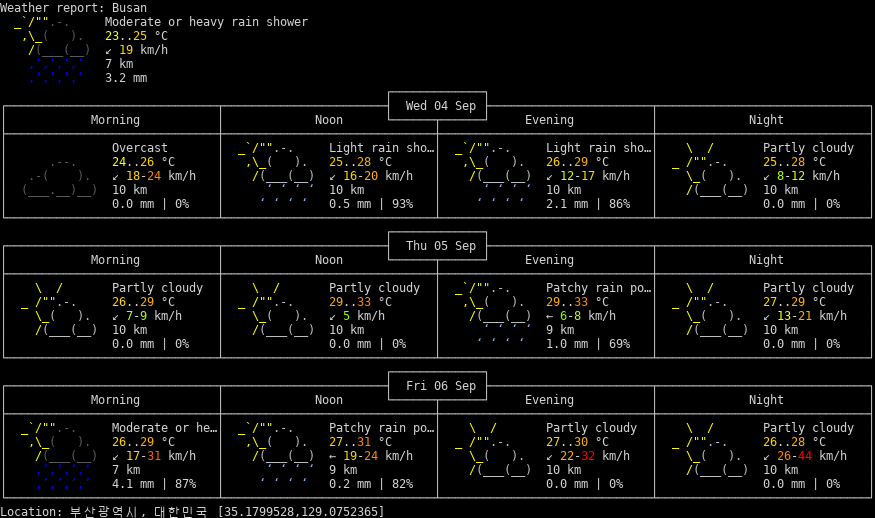 Weather report: Busan
Moderate or heavy rain shower
23..25 °C
↙ 19 km/h
7 km
3.2 mm
Wed 04 Sep
Morning Noon Evening Night
Overcast Light rain sho… Light rain sho… Partly cloudy
24..26 °C 25..28 °C 26..29 °C 25..28 °C
↙ 18-24 km/h ↙ 16-20 km/h ↙ 12-17 km/h ↙ 8-12 km/h
10 km 10 km 10 km 10 km
0.0 mm | 0% 0.5 mm | 93% 2.1 mm | 86% 0.0 mm | 0%
Thu 05 Sep
Morning Noon Evening Night
Partly cloudy Partly cloudy Patchy rain po… Partly cloudy
26..29 °C 29..33 °C 29..33 °C 27..29 °C
↙ 7-9 km/h ↙ 5 km/h ← 6-8 km/h ↙ 13-21 km/h
10 km 10 km 9 km 10 km
0.0 mm | 0% 0.0 mm | 0% 1.0 mm | 69% 0.0 mm | 0%
Fri 06 Sep
Morning Noon Evening Night
Moderate or he… Patchy rain po… Partly cloudy Partly cloudy
26..29 °C 27..31 °C 27..30 °C 26..28 °C
↙ 17-31 km/h ← 19-24 km/h ↙ 22-32 km/h ↙ 26-44 km/h
7 km 9 km 10 km 10 km
4.1 mm | 87% 0.2 mm | 82% 0.0 mm | 0% 0.0 mm | 0%
Location: 부산광역시, 대한민국 [35.1799528,129.0752365]